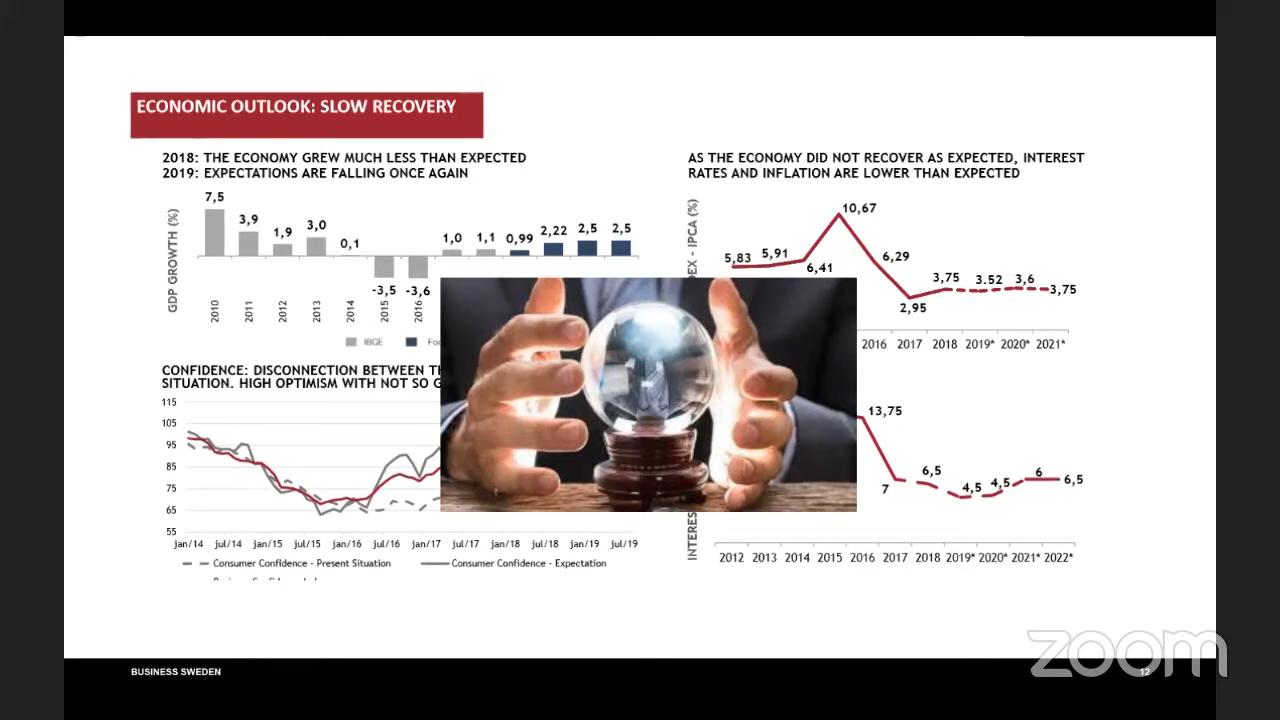 ECONOMIC OUTLOOK: SLOW RECOVERY
2018: THE ECONOMY GREW MUCH LESS THAN EXPECTED
2019: EXPECTATIONS ARE FALLING ONCE AGAIN
GDP GROWTH (%)
7,5
3,9
1,9
3,0
0,1
-3,5
-3,6
1,0
1,1
0,99
2,22
2,5
2,5
2010
2011
2012
2013
2014
2015
2016
IBGE
CONFIDENCE: DISCONNECTION BETWEEN
SITUATION. HIGH OPTIMISM WITH NOT SO
115
105
95
85
75
65
55
jan/14 jul/14 jan/15 jul/15 jan/16 jul/16 jan/17 jul/17 jan/18 jul/18 jan/19 jul/19
Consumer Confidence - Present Situation
Consumer Confidence - Expectation
AS THE ECONOMY DID NOT RECOVER AS EXPECTED, INTEREST
RATES AND INFLATION ARE LOWER THAN EXPECTED
- IPCA (%)
5,83
5,91
6,41
10,67
6,29
2,95
3,75
3.52
3,6
3,75
2016 2017 2018 2019* 2020* 2021*
13,75
7
6,5
4,5
4,5
6
6,5
2012 2013 2014 2015 2016 2017 2018 2019* 2020* 2021* 2022*
BUSINESS SWEDEN
12
zoom